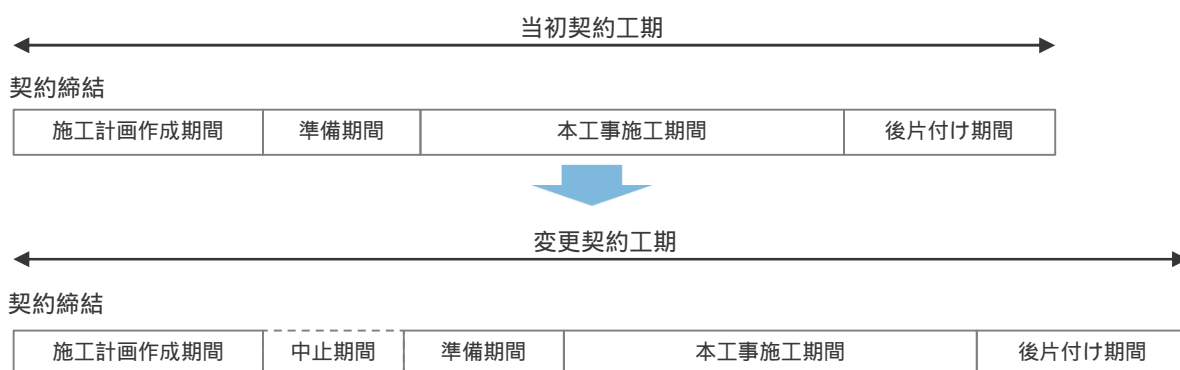 当初契約工期
契約締結
施工計画作成期間 準備期間 本工事施工期間 後片付け期間
変更契約工期
契約締結
施工計画作成期間 中止期間 準備期間 本工事施工期間 後片付け期間